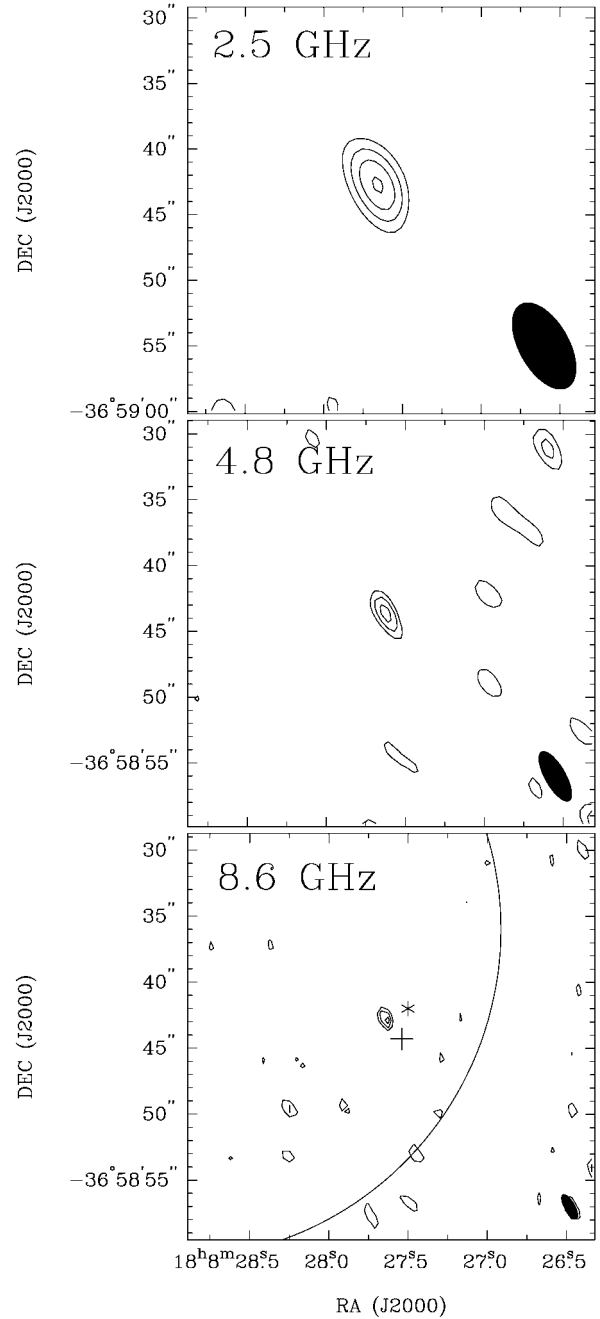 2.5 GHz
30″
35″
40″
45″
50″
55″
−36°59′00″
DEC (J2000)
4.8 GHz
30″
35″
40″
45″
50″
−36°58′55″
DEC (J2000)
8.6 GHz
30″
35″
40″
45″
50″
−36°58′55″
DEC (J2000)
18ʰ8ᵐ28ˢ.5 28ˢ.0 27ˢ.5 27ˢ.0 26ˢ.5
RA (J2000)